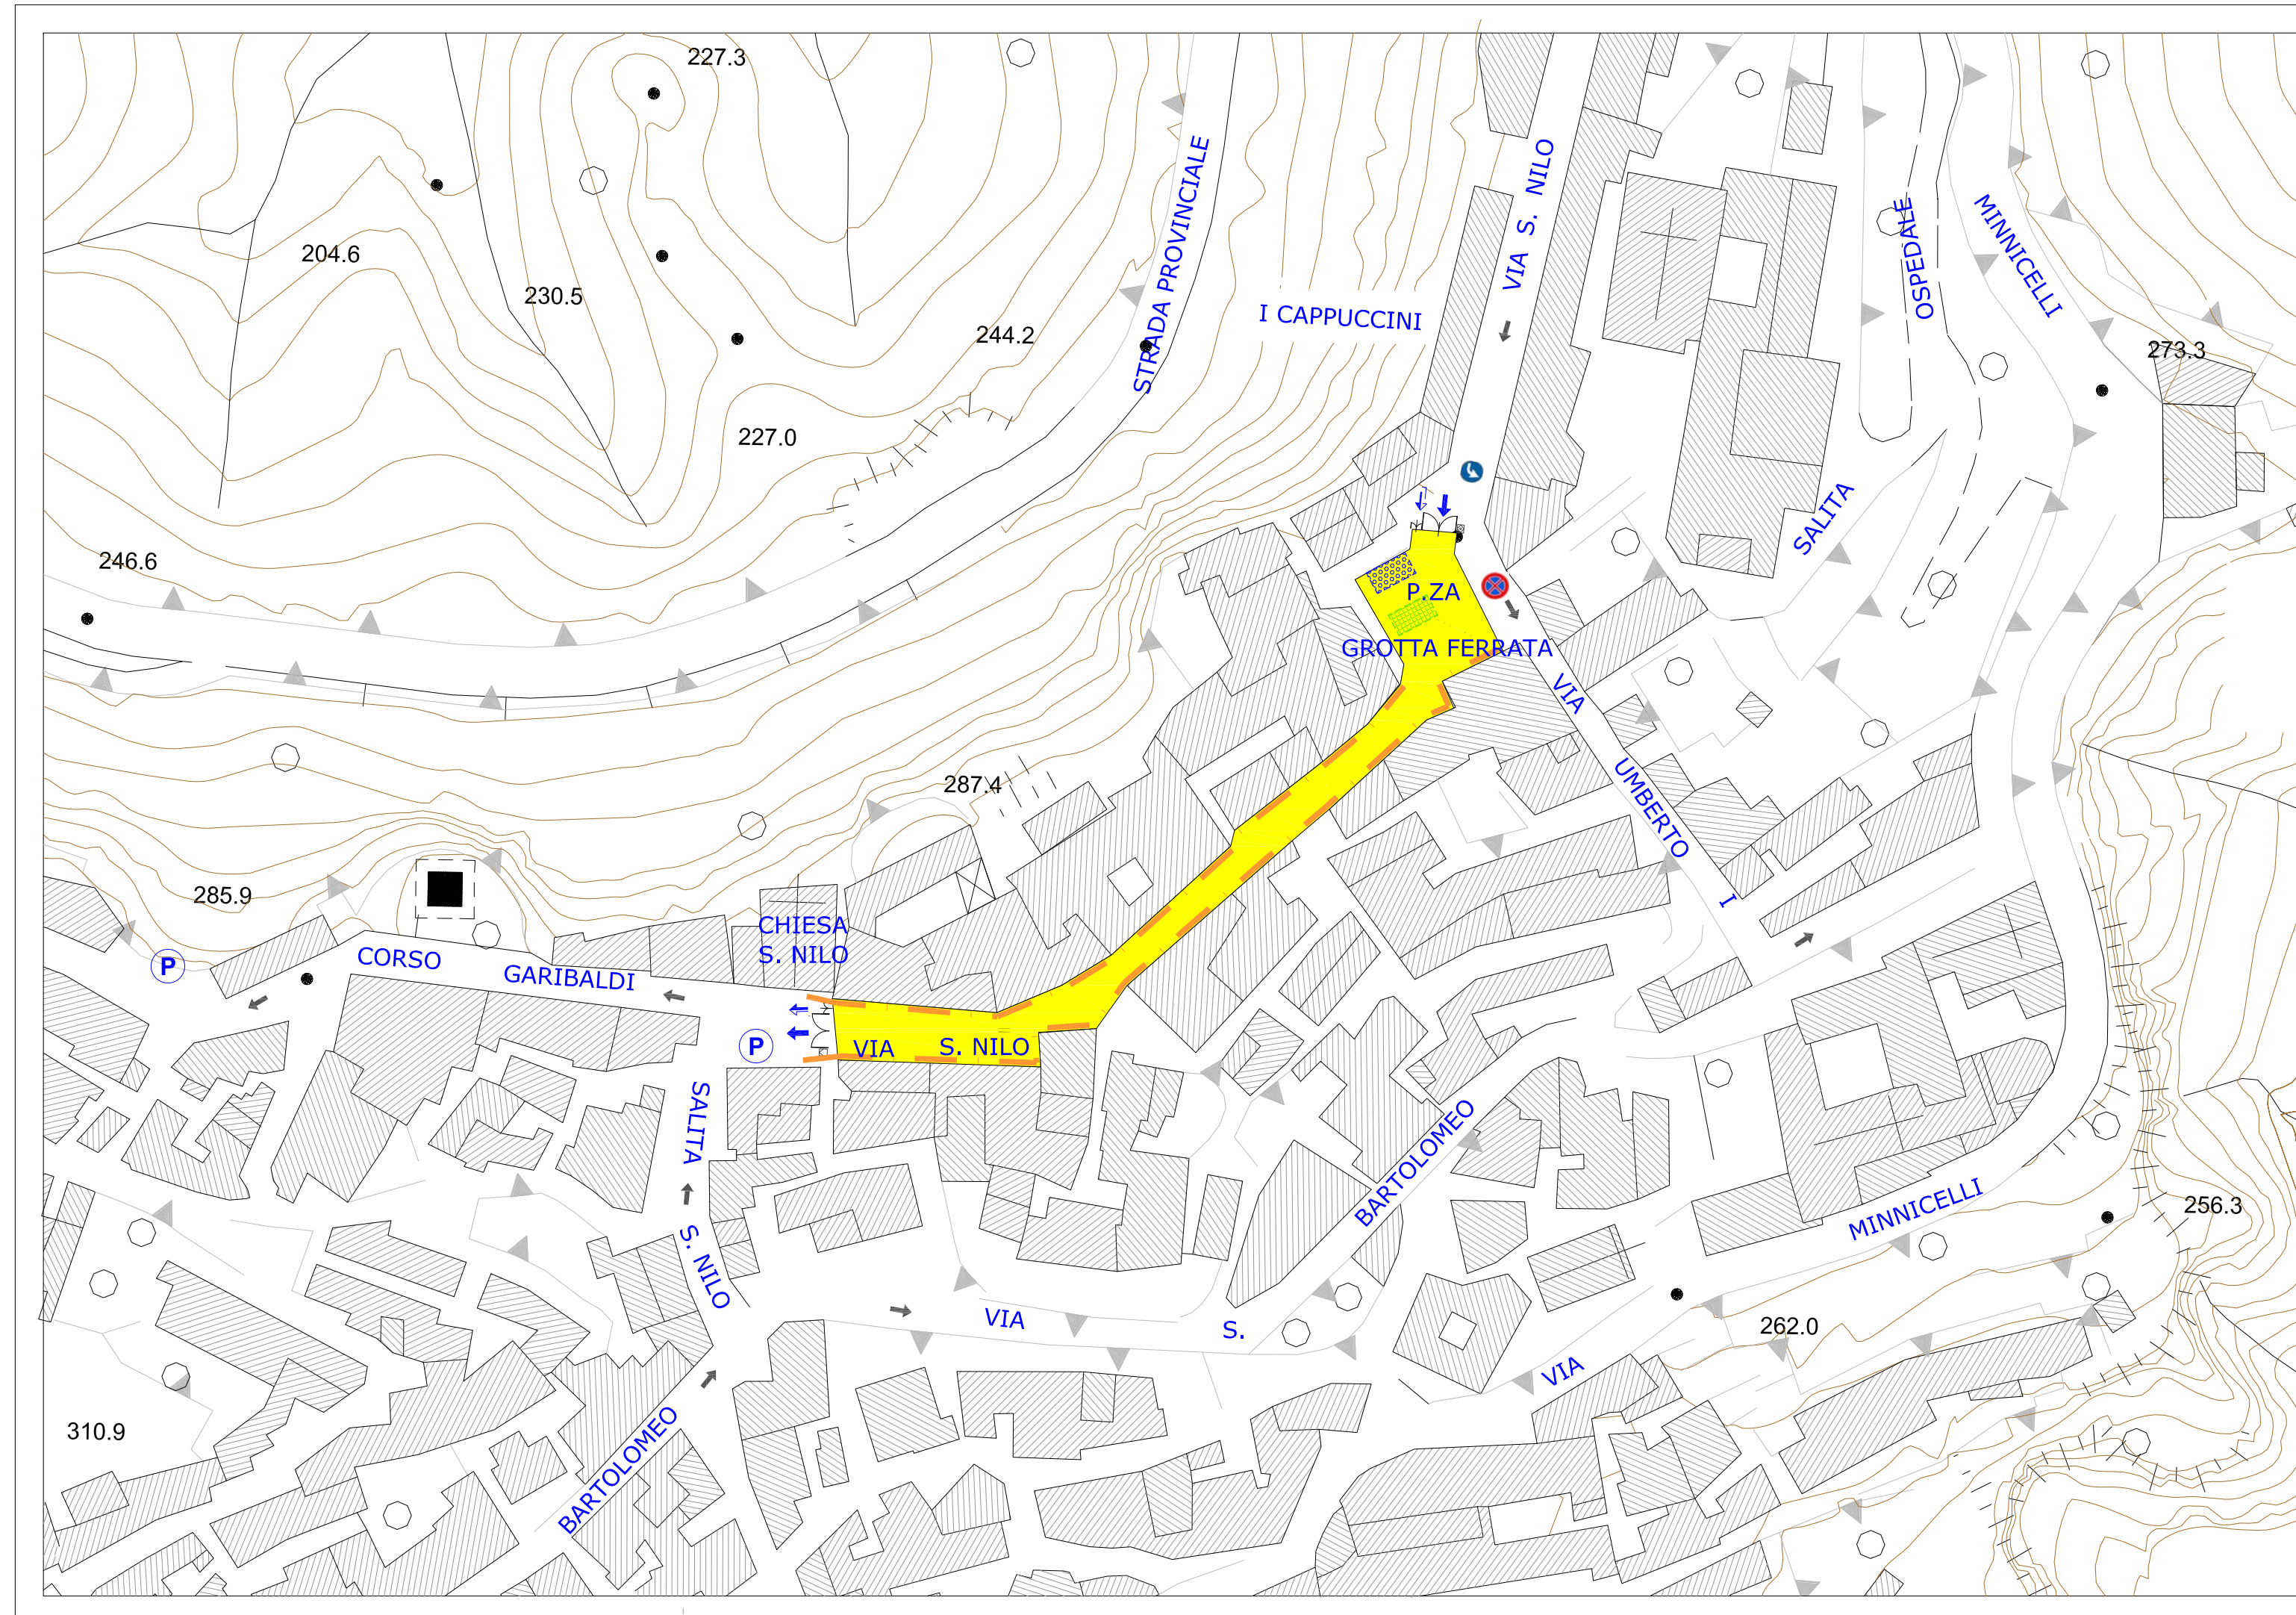 227.3
STRADA PROVINCIALE
VIA S. NILO
OSPEDALE
MINNICELLI
204.6
230.5
244.2
I CAPPUCCINI
273.3
227.0
SALITA
246.6
P.ZA
GROTTA FERRATA
VIA
UMBERTO
I
287.4
285.9
CHIESA
S. NILO
P
CORSO
GARIBALDI
P
VIA
S. NILO
SALITA
S. NILO
BARTOLOMEO
MINNICELLI
256.3
VIA
S.
262.0
VIA
310.9
BARTOLOMEO